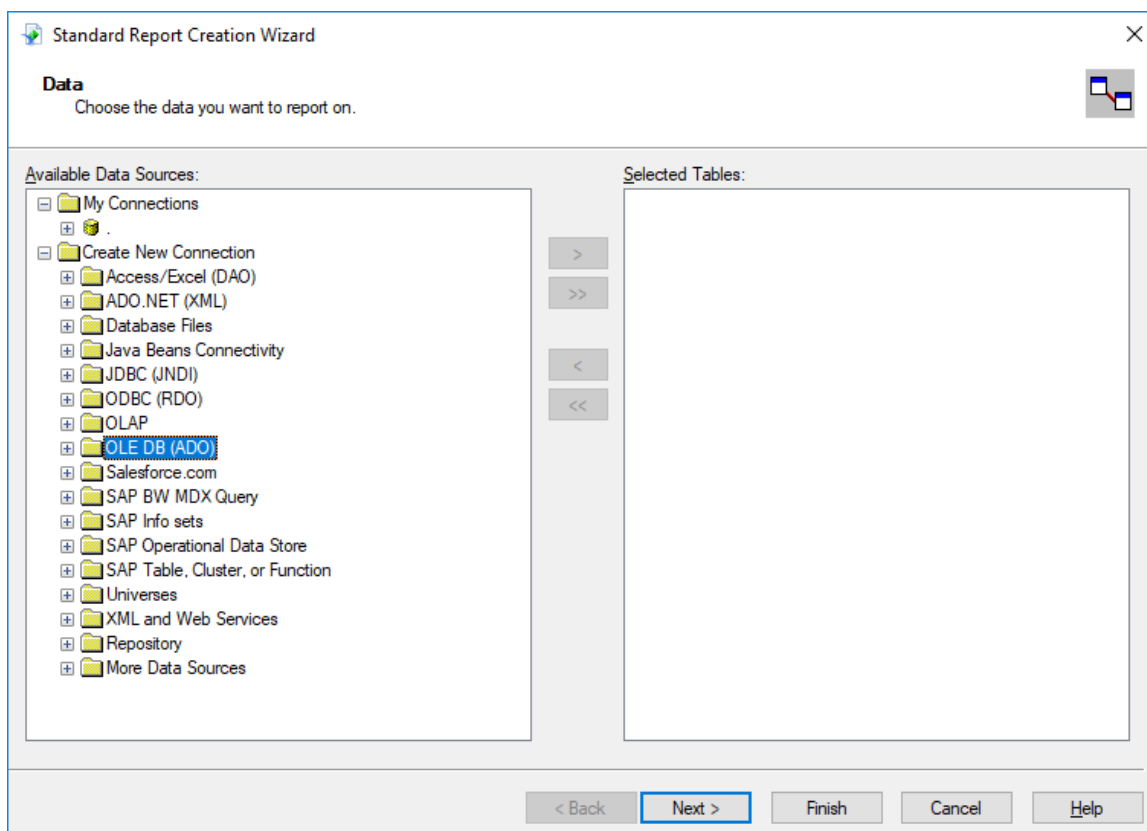 Standard Report Creation Wizard
Data
Choose the data you want to report on.
Available Data Sources:
My Connections
.
Create New Connection
Access/Excel (DAO)
ADO.NET (XML)
Database Files
Java Beans Connectivity
JDBC (JNDI)
ODBC (RDO)
OLAP
OLE DB (ADO)
Salesforce.com
SAP BW MDX Query
SAP Info sets
SAP Operational Data Store
SAP Table, Cluster, or Function
Universes
XML and Web Services
Repository
More Data Sources
>
>>
<
<<
Selected Tables:
< Back
Next >
Finish
Cancel
Help